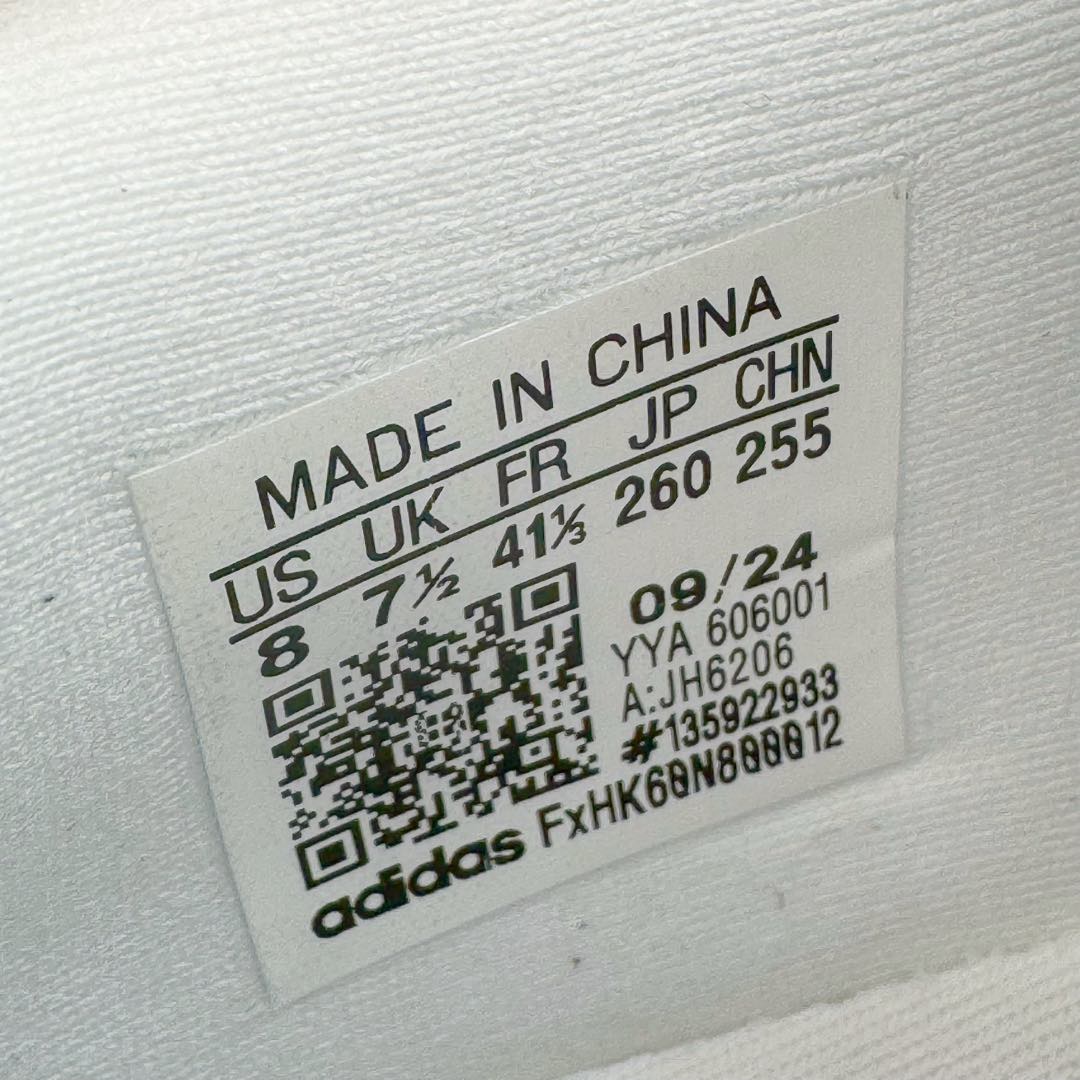 MADE IN CHINA
US UK FR JP CHN
8 7½ 41⅓ 260 255
09/24
YYA 606001
A:JH6206
#135922933
adidas FxHK60N800012